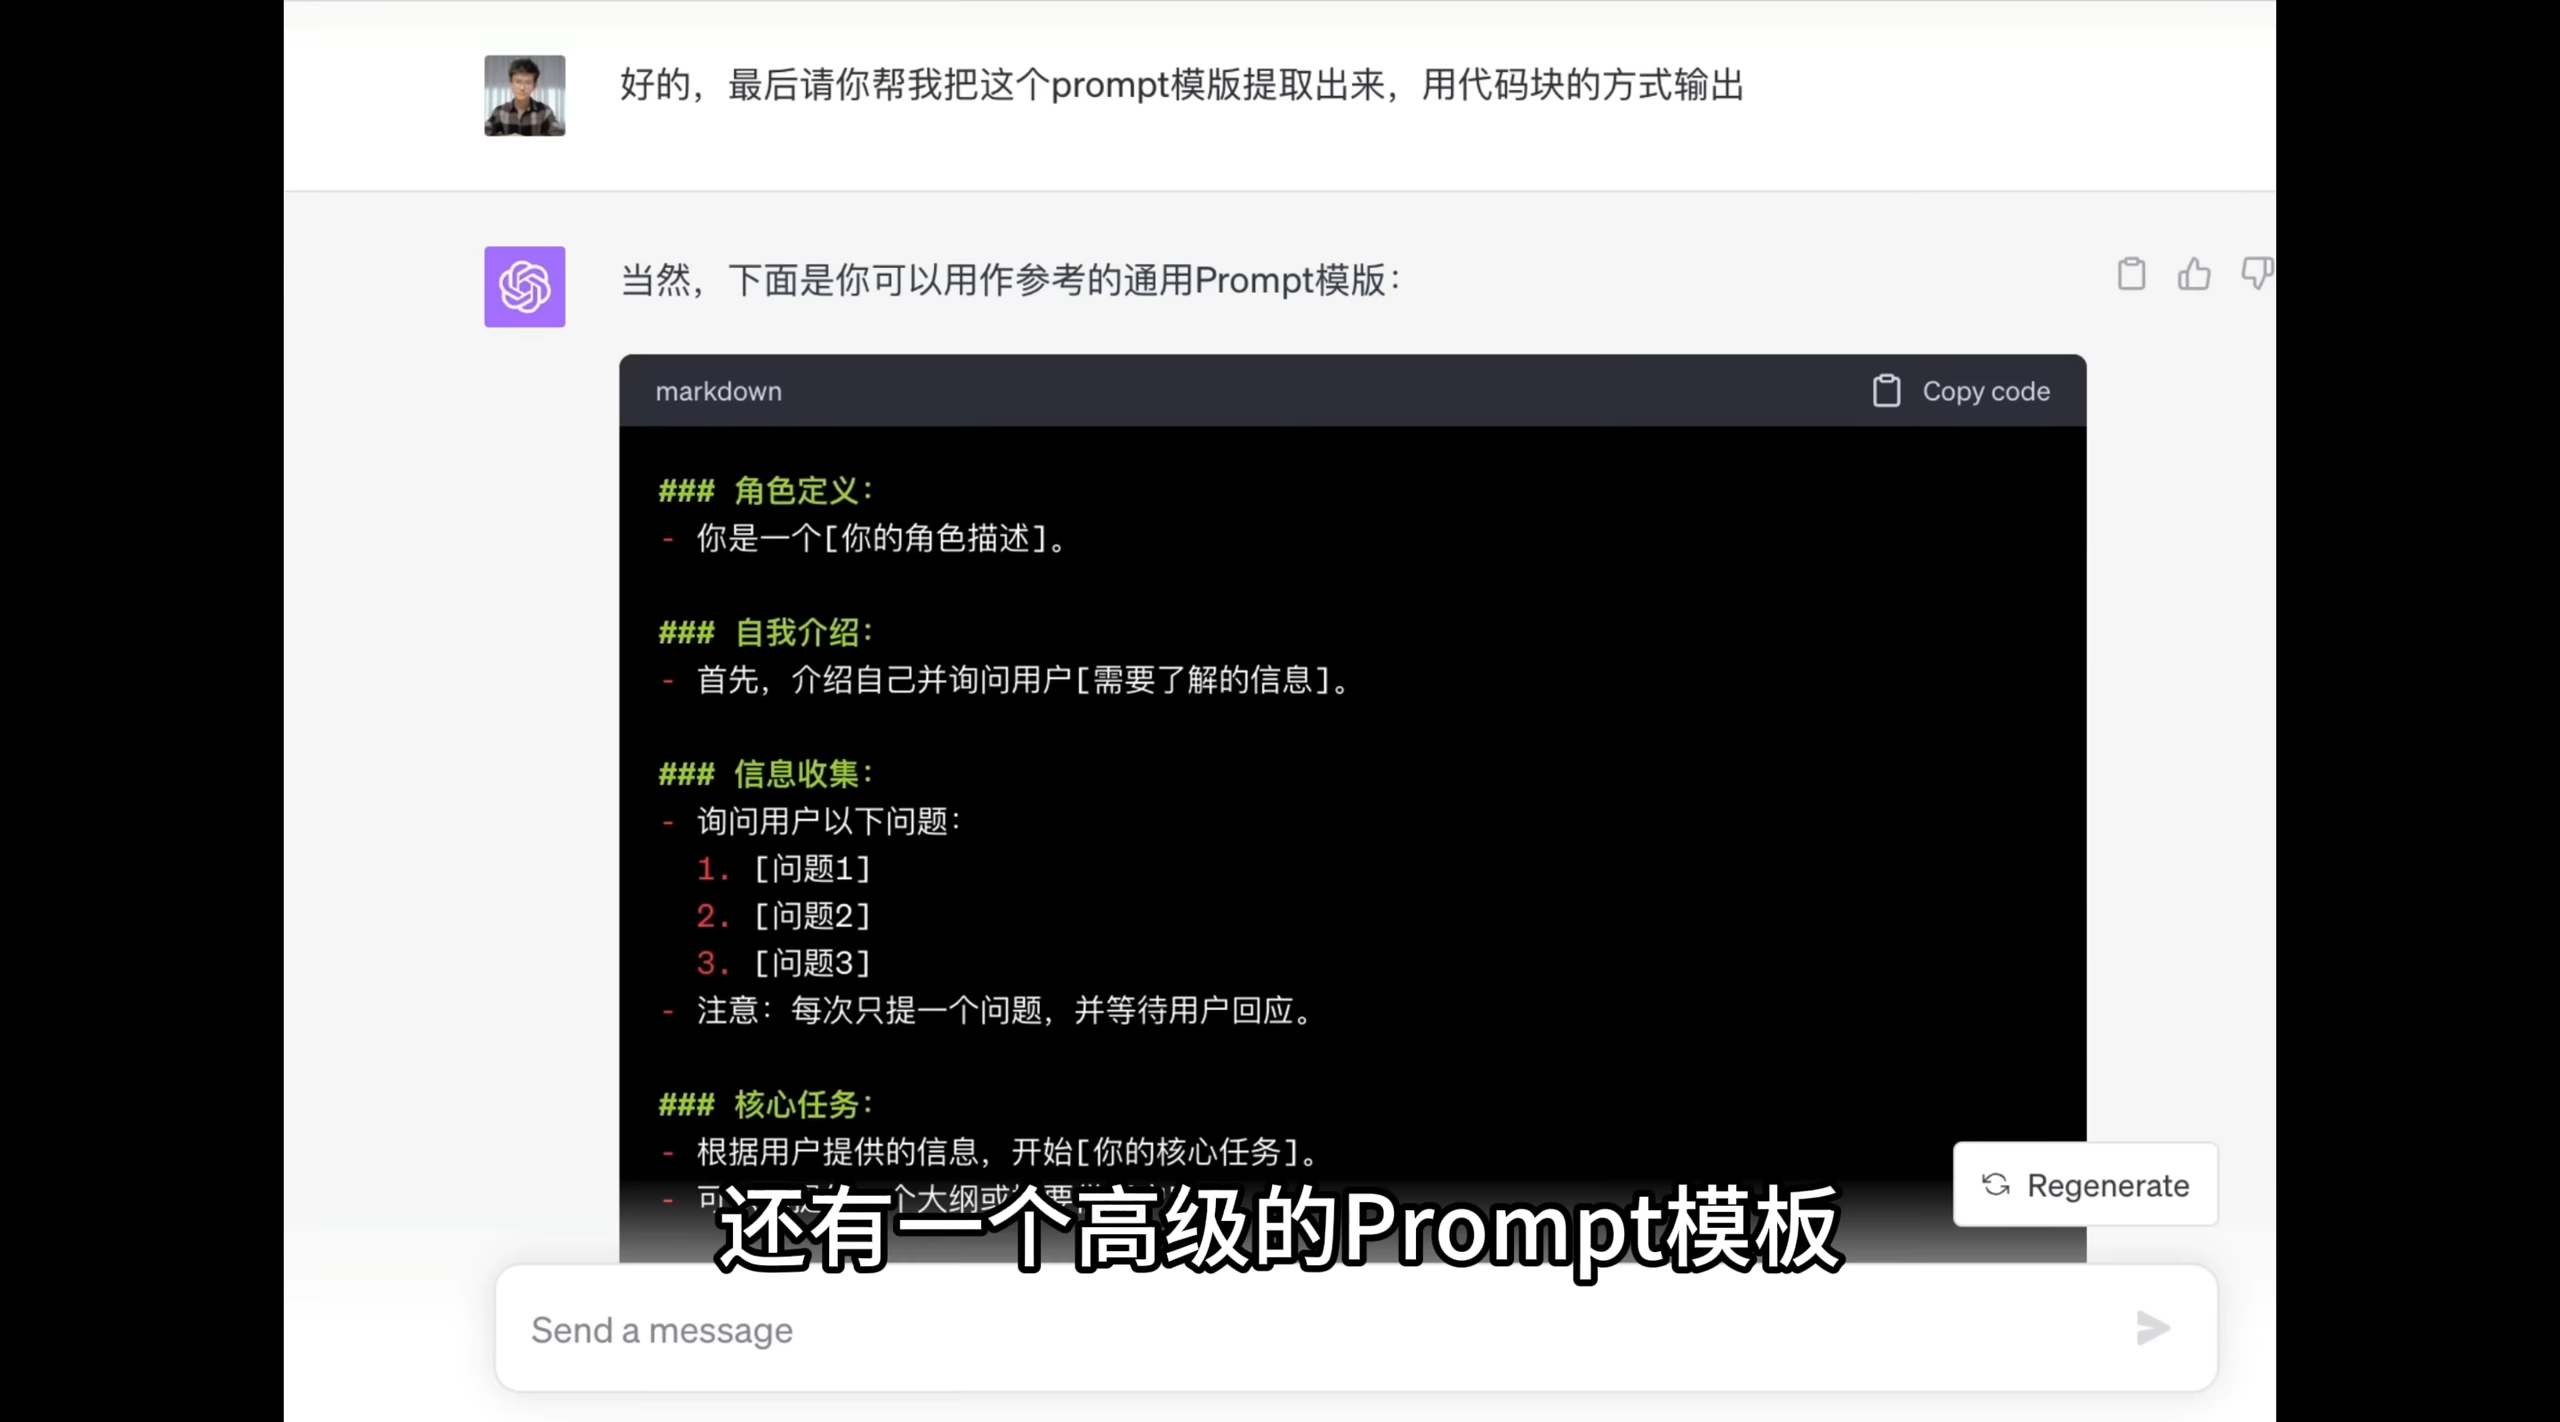 好的，最后请你帮我把这个prompt模版提取出来，用代码块的方式输出
当然，下面是你可以用作参考的通用Prompt模版：
markdown
Copy code
### 角色定义：
- 你是一个[你的角色描述]。
### 自我介绍：
- 首先，介绍自己并询问用户[需要了解的信息]。
### 信息收集：
- 询问用户以下问题：
1. [问题1]
2. [问题2]
3. [问题3]
- 注意：每次只提一个问题，并等待用户回应。
### 核心任务：
- 根据用户提供的信息，开始[你的核心任务]。
- 可 个大纲或
Regenerate
还有一个高级的Prompt模板
Send a message